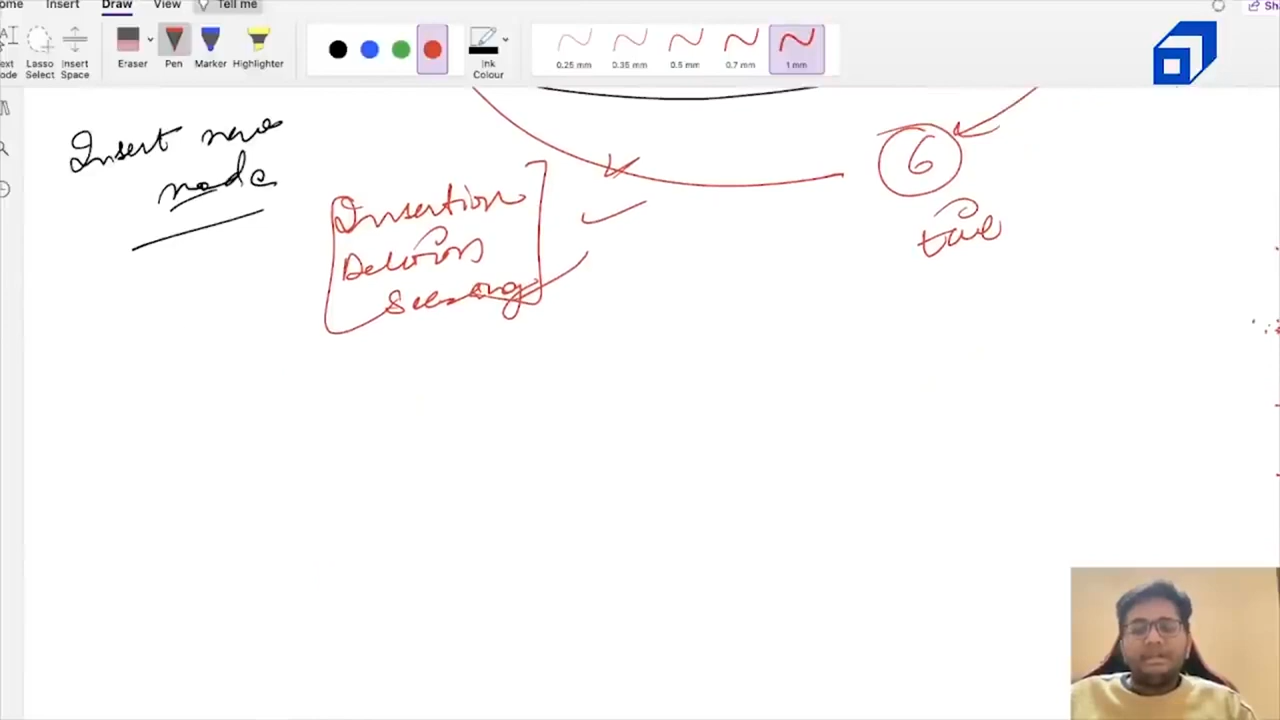 Insert
Draw
View
Tell me
Lasso
Select
Insert
Space
Eraser
Pen
Marker
Highlighter
Ink
Colour
0.25 mm
0.35 mm
0.5 mm
0.7 mm
1 mm
Insert new
node
Insertion
Deletion
6
tail